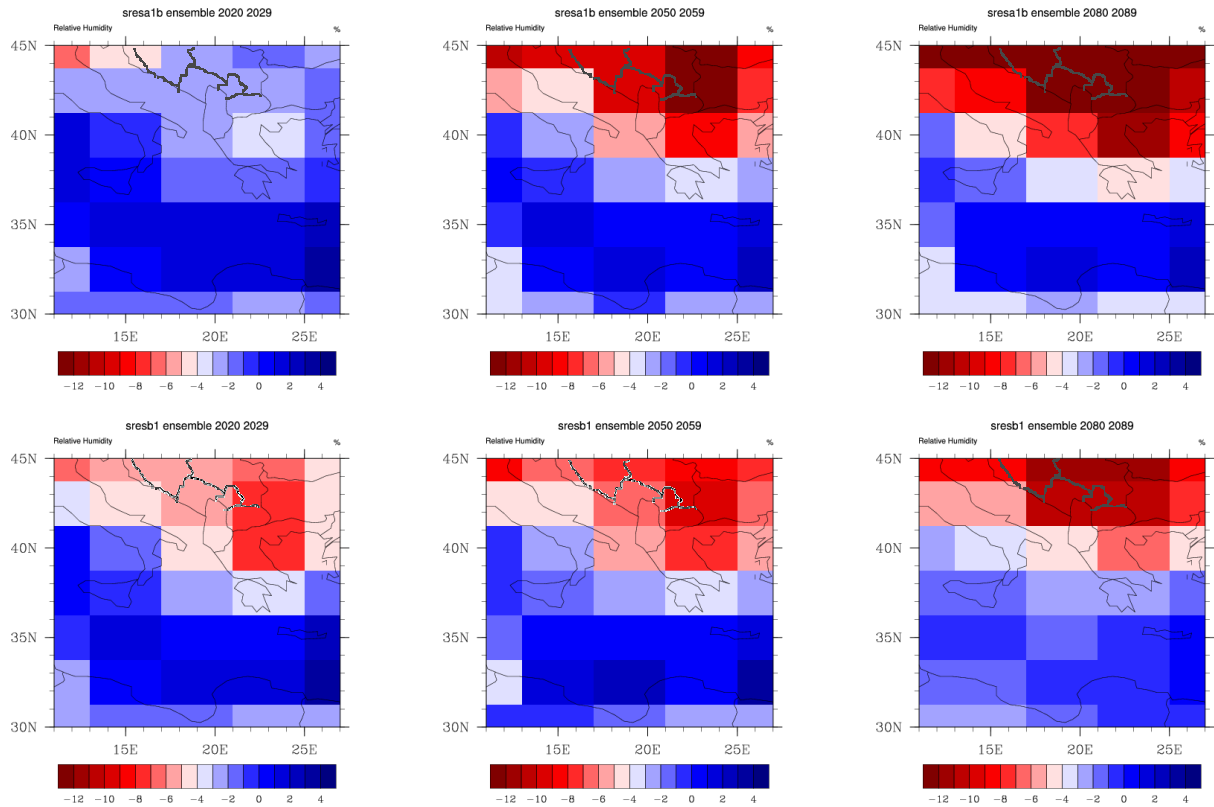 sresa1b ensemble 2020 2029
Relative Humidity %
45N
40N
35N
30N
15E 20E 25E
−12 −10 −8 −6 −4 −2 0 2 4
sresa1b ensemble 2050 2059
Relative Humidity %
45N
40N
35N
30N
15E 20E 25E
−12 −10 −8 −6 −4 −2 0 2 4
sresa1b ensemble 2080 2089
Relative Humidity %
45N
40N
35N
30N
15E 20E 25E
−12 −10 −8 −6 −4 −2 0 2 4
sresb1 ensemble 2020 2029
Relative Humidity %
45N
40N
35N
30N
15E 20E 25E
−12 −10 −8 −6 −4 −2 0 2 4
sresb1 ensemble 2050 2059
Relative Humidity %
45N
40N
35N
30N
15E 20E 25E
−12 −10 −8 −6 −4 −2 0 2 4
sresb1 ensemble 2080 2089
Relative Humidity %
45N
40N
35N
30N
15E 20E 25E
−12 −10 −8 −6 −4 −2 0 2 4